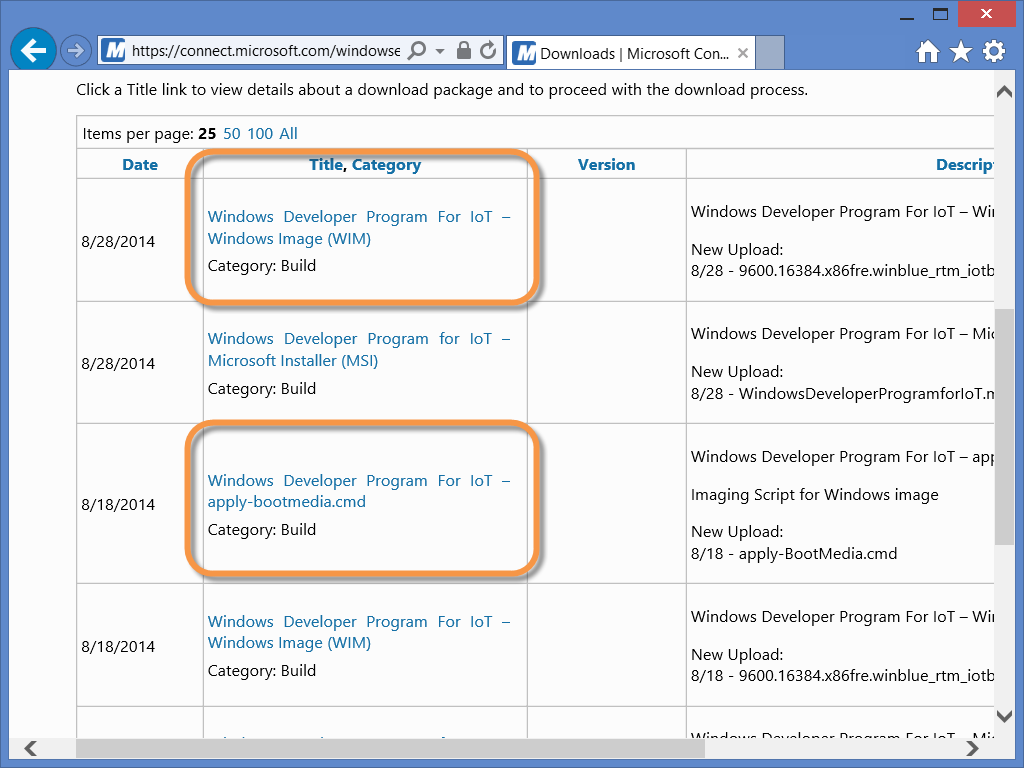 https://connect.microsoft.com/windowse
Downloads | Microsoft Con...
Click a Title link to view details about a download package and to proceed with the download process.
Items per page: 25 50 100 All
Date Title, Category Version Descript
8/28/2014
Windows Developer Program For IoT –
Windows Image (WIM)
Category: Build
Windows Developer Program For IoT – Win
New Upload:
8/28 - 9600.16384.x86fre.winblue_rtm_iotb
8/28/2014
Windows Developer Program for IoT –
Microsoft Installer (MSI)
Category: Build
Windows Developer Program For IoT – Mic
New Upload:
8/28 - WindowsDeveloperProgramforIoT.m
8/18/2014
Windows Developer Program For IoT –
apply-bootmedia.cmd
Category: Build
Windows Developer Program For IoT – app
Imaging Script for Windows image
New Upload:
8/18 - apply-BootMedia.cmd
8/18/2014
Windows Developer Program For IoT –
Windows Image (WIM)
Category: Build
Windows Developer Program For IoT – Win
New Upload:
8/18 - 9600.16384.x86fre.winblue_rtm_iotb
Windows Developer Program For IoT – Mi